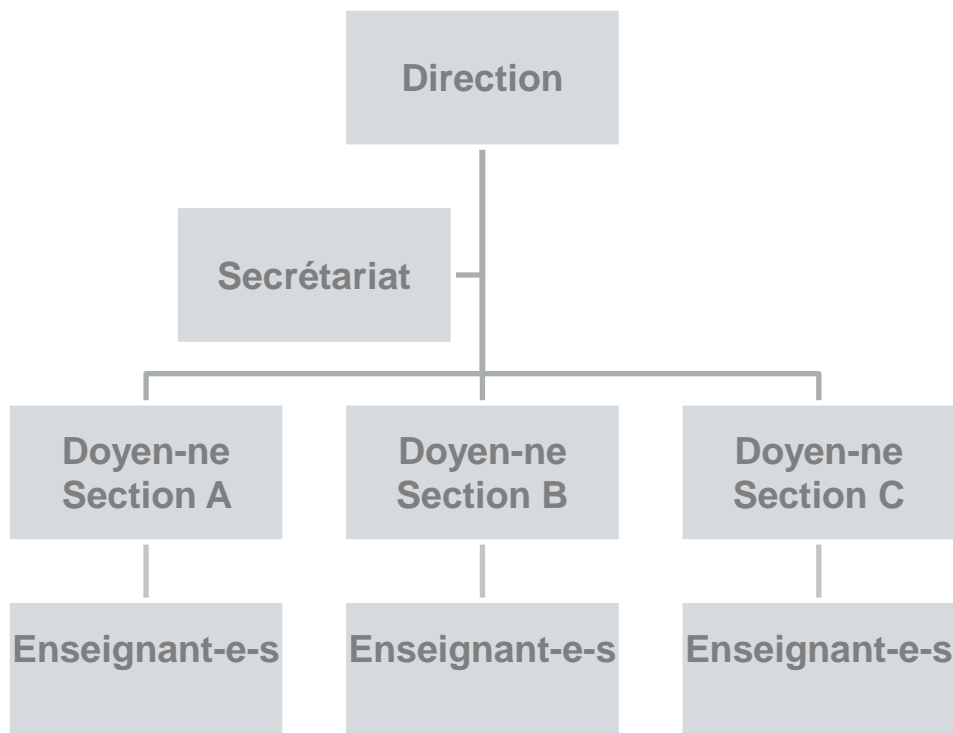 Direction
Secrétariat
Doyen-ne
Section A
Doyen-ne
Section B
Doyen-ne
Section C
Enseignant-e-s
Enseignant-e-s
Enseignant-e-s